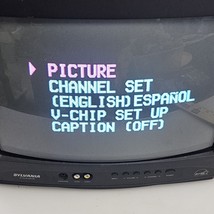 PICTURE
CHANNEL SET
(ENGLISH) ESPAÑOL
V-CHIP SET UP
CAPTION (OFF)
SYLVANIA